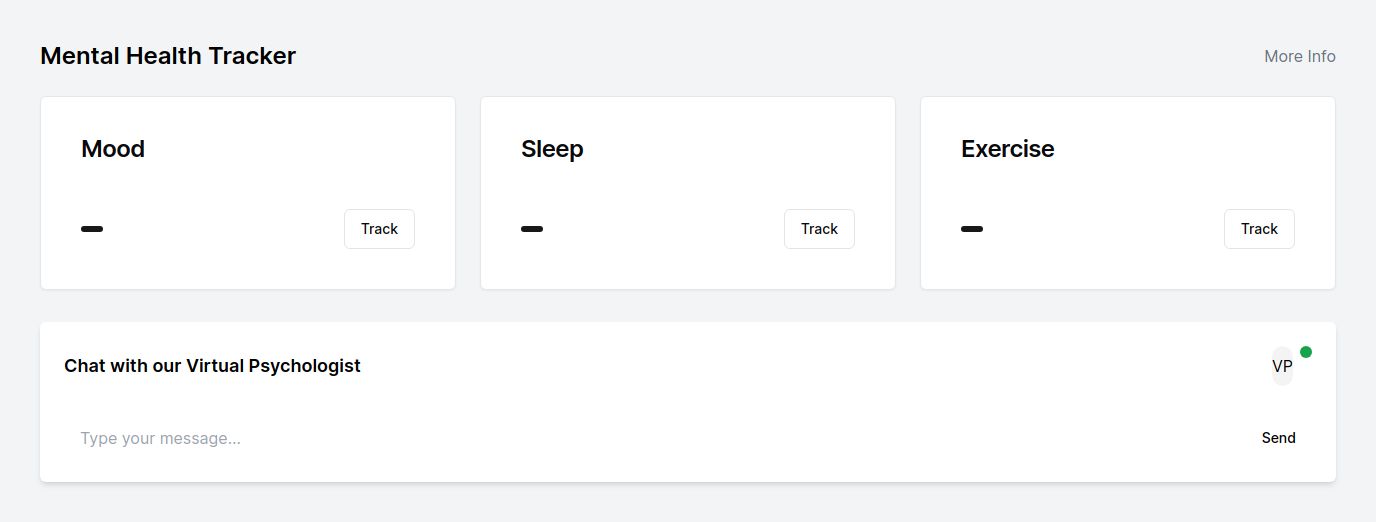 Mental Health Tracker
More Info
Mood
Track
Sleep
Track
Exercise
Track
Chat with our Virtual Psychologist
VP
Type your message...
Send